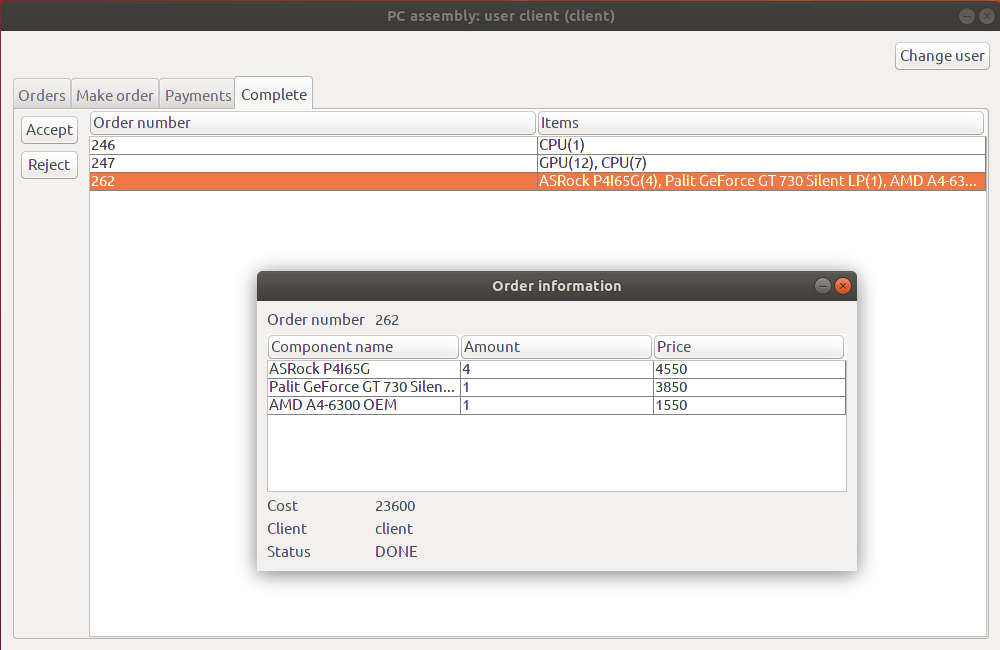 PC assembly: user client (client)
Change user
Orders Make order Payments Complete
Accept
Reject
Order number Items
246 CPU(1)
247 GPU(12), CPU(7)
262 ASRock P4I65G(4), Palit GeForce GT 730 Silent LP(1), AMD A4-63...
Order information
Order number 262
Component name Amount Price
ASRock P4I65G 4 4550
Palit GeForce GT 730 Silen... 1 3850
AMD A4-6300 OEM 1 1550
Cost 23600
Client client
Status DONE